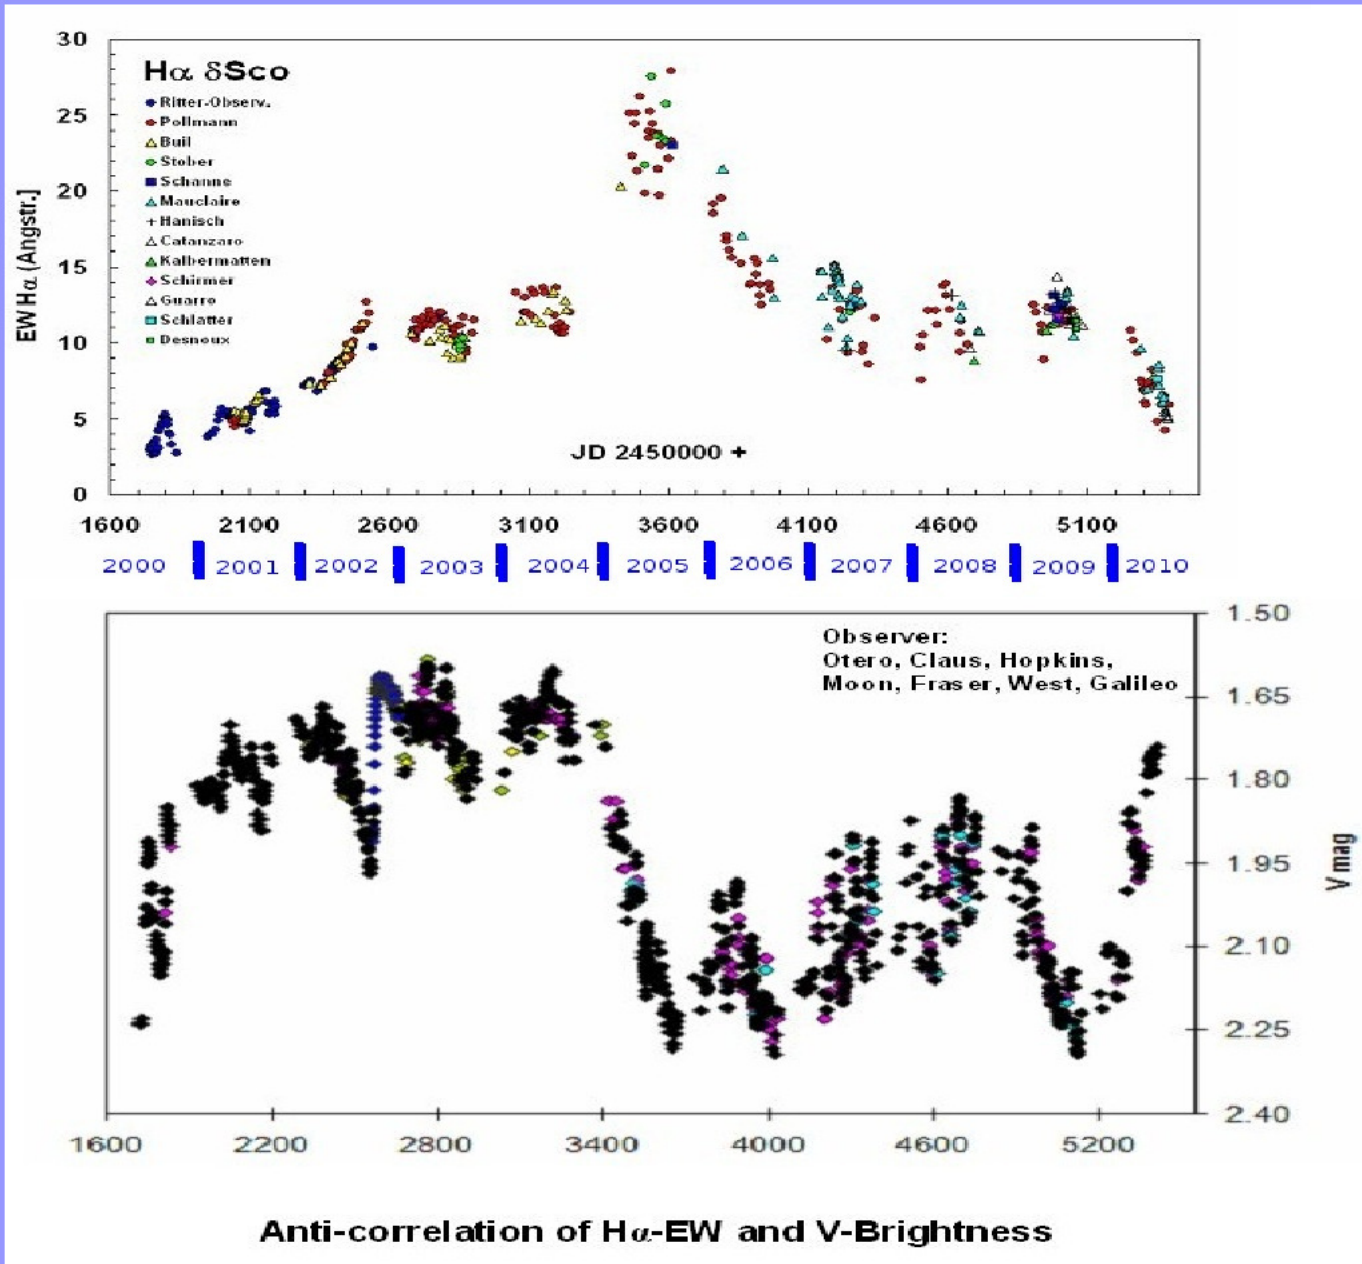 30
25
20
15
10
5
0
EW Hα (Angstr.)
Hα δSco
Ritter-Observ.
Pollmann
Buil
Stober
Schanne
Mauclaire
Hanisch
Catanzaro
Kalbermatten
Schirmer
Guarro
Schlatter
Desnoux
JD 2450000 +
1600 2100 2600 3100 3600 4100 4600 5100
2000 2001 2002 2003 2004 2005 2006 2007 2008 2009 2010
Observer:
Otero, Claus, Hopkins,
Moon, Fraser, West, Galileo
1.50
1.65
1.80
1.95
2.10
2.25
2.40
V mag
1600 2200 2800 3400 4000 4600 5200
Anti-correlation of Hα-EW and V-Brightness